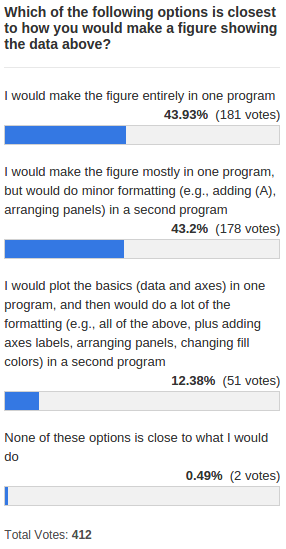 Which of the following options is closest
to how you would make a figure showing
the data above?
I would make the figure entirely in one program
43.93% (181 votes)
I would make the figure mostly in one program,
but would do minor formatting (e.g., adding (A),
arranging panels) in a second program
43.2% (178 votes)
I would plot the basics (data and axes) in one
program, and then would do a lot of the
formatting (e.g., all of the above, plus adding
axes labels, arranging panels, changing fill
colors) in a second program
12.38% (51 votes)
None of these options is close to what I would
do
0.49% (2 votes)
Total Votes: 412